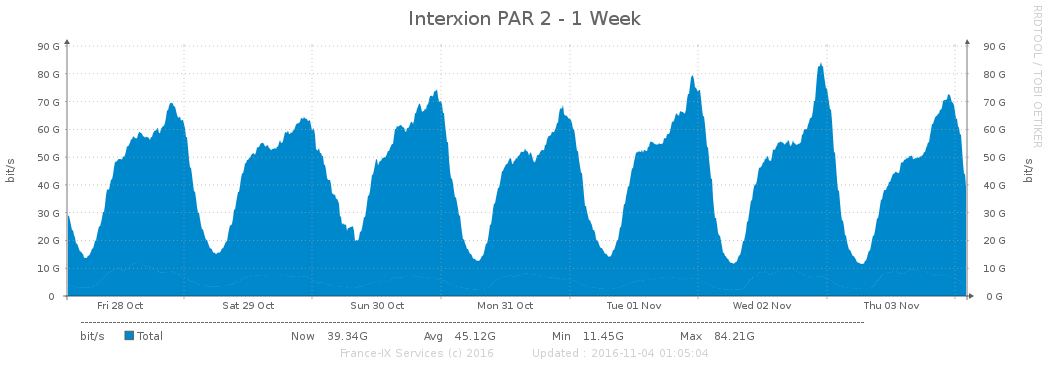 Interxion PAR 2 - 1 Week
RRDTOOL / TOBI OETIKER
90 G 90 G
80 G 80 G
70 G 70 G
60 G 60 G
50 G 50 G
40 G 40 G
30 G 30 G
20 G 20 G
10 G 10 G
0 0 G
bit/s
bit/s
Fri 28 Oct Sat 29 Oct Sun 30 Oct Mon 31 Oct Tue 01 Nov Wed 02 Nov Thu 03 Nov
bit/s Total Now 39.34G Avg 45.12G Min 11.45G Max 84.21G
France-IX Services (c) 2016 Updated : 2016-11-04 01:05:04